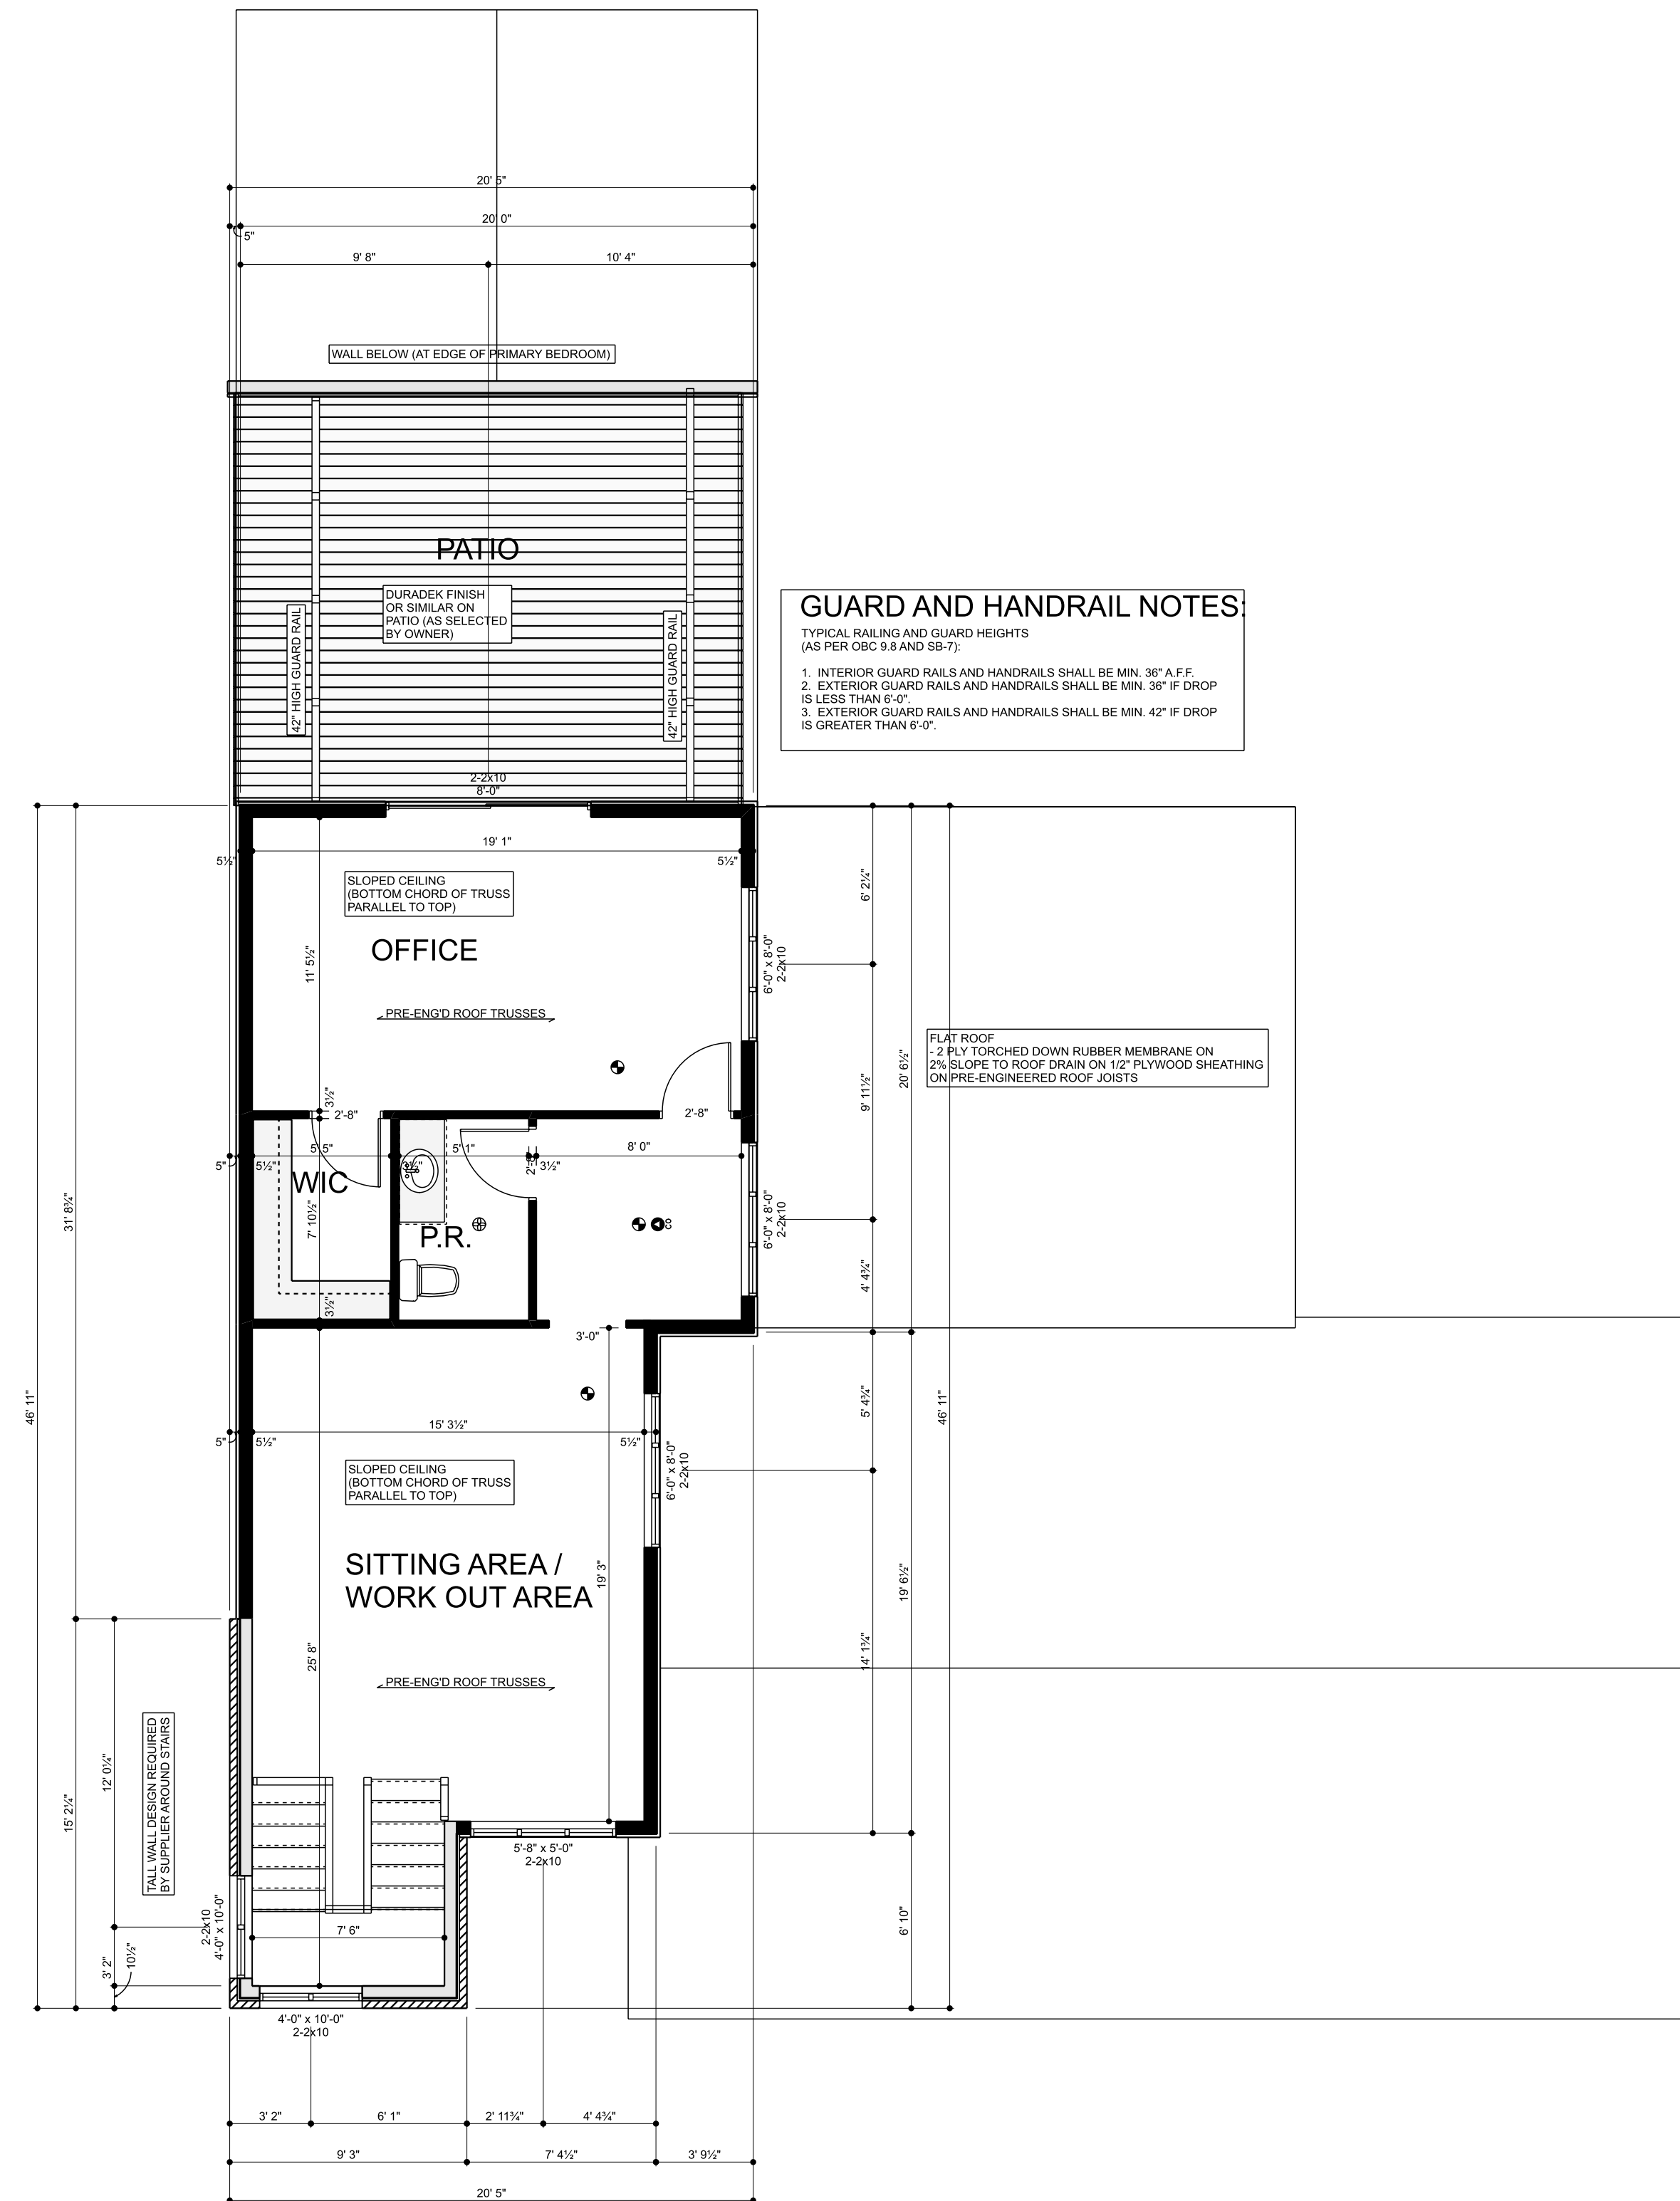 20' 5"
20' 0"
5"
9' 8"
10' 4"
WALL BELOW (AT EDGE OF PRIMARY BEDROOM)
PATIO
DURADEK FINISH
OR SIMILAR ON
PATIO (AS SELECTED
BY OWNER)
42" HIGH GUARD RAIL
42" HIGH GUARD RAIL
GUARD AND HANDRAIL NOTES:
TYPICAL RAILING AND GUARD HEIGHTS
(AS PER OBC 9.8 AND SB-7):
1. INTERIOR GUARD RAILS AND HANDRAILS SHALL BE MIN. 36" A.F.F.
2. EXTERIOR GUARD RAILS AND HANDRAILS SHALL BE MIN. 36" IF DROP
IS LESS THAN 6'-0".
3. EXTERIOR GUARD RAILS AND HANDRAILS SHALL BE MIN. 42" IF DROP
IS GREATER THAN 6'-0".
2-2x10
8'-0"
19' 1"
5½"
5½"
SLOPED CEILING
(BOTTOM CHORD OF TRUSS
PARALLEL TO TOP)
OFFICE
11' 5½"
PRE-ENG'D ROOF TRUSSES
6'-0" x 8'-0"
2-2x10
6' 2¼"
9' 11½"
20' 6½"
FLAT ROOF
- 2 PLY TORCHED DOWN RUBBER MEMBRANE ON
2% SLOPE TO ROOF DRAIN ON 1/2" PLYWOOD SHEATHING
ON PRE-ENGINEERED ROOF JOISTS
3½"
2'-8"
2'-8"
5' 5"
5' 1"
8' 0"
5"
5½"
3½"
3½"
WIC
7' 10½"
P.R.
CO
6'-0" x 8'-0"
2-2x10
4' 4¾"
31' 8¾"
3½"
3'-0"
46' 11"
5' 4¾"
46' 11"
15' 3½"
5"
5½"
5½"
6'-0" x 8'-0"
2-2x10
SLOPED CEILING
(BOTTOM CHORD OF TRUSS
PARALLEL TO TOP)
SITTING AREA /
WORK OUT AREA
19' 3"
19' 6½"
14' 1¾"
25' 8"
PRE-ENG'D ROOF TRUSSES
TALL WALL DESIGN REQUIRED
BY SUPPLIER AROUND STAIRS
12' 0¼"
15' 2¼"
5'-8" x 5'-0"
2-2x10
2-2x10
4'-0" x 10'-0"
7' 6"
6' 10"
3' 2"
10½"
4'-0" x 10'-0"
2-2x10
3' 2"
6' 1"
2' 11¾"
4' 4¾"
9' 3"
7' 4½"
3' 9½"
20' 5"